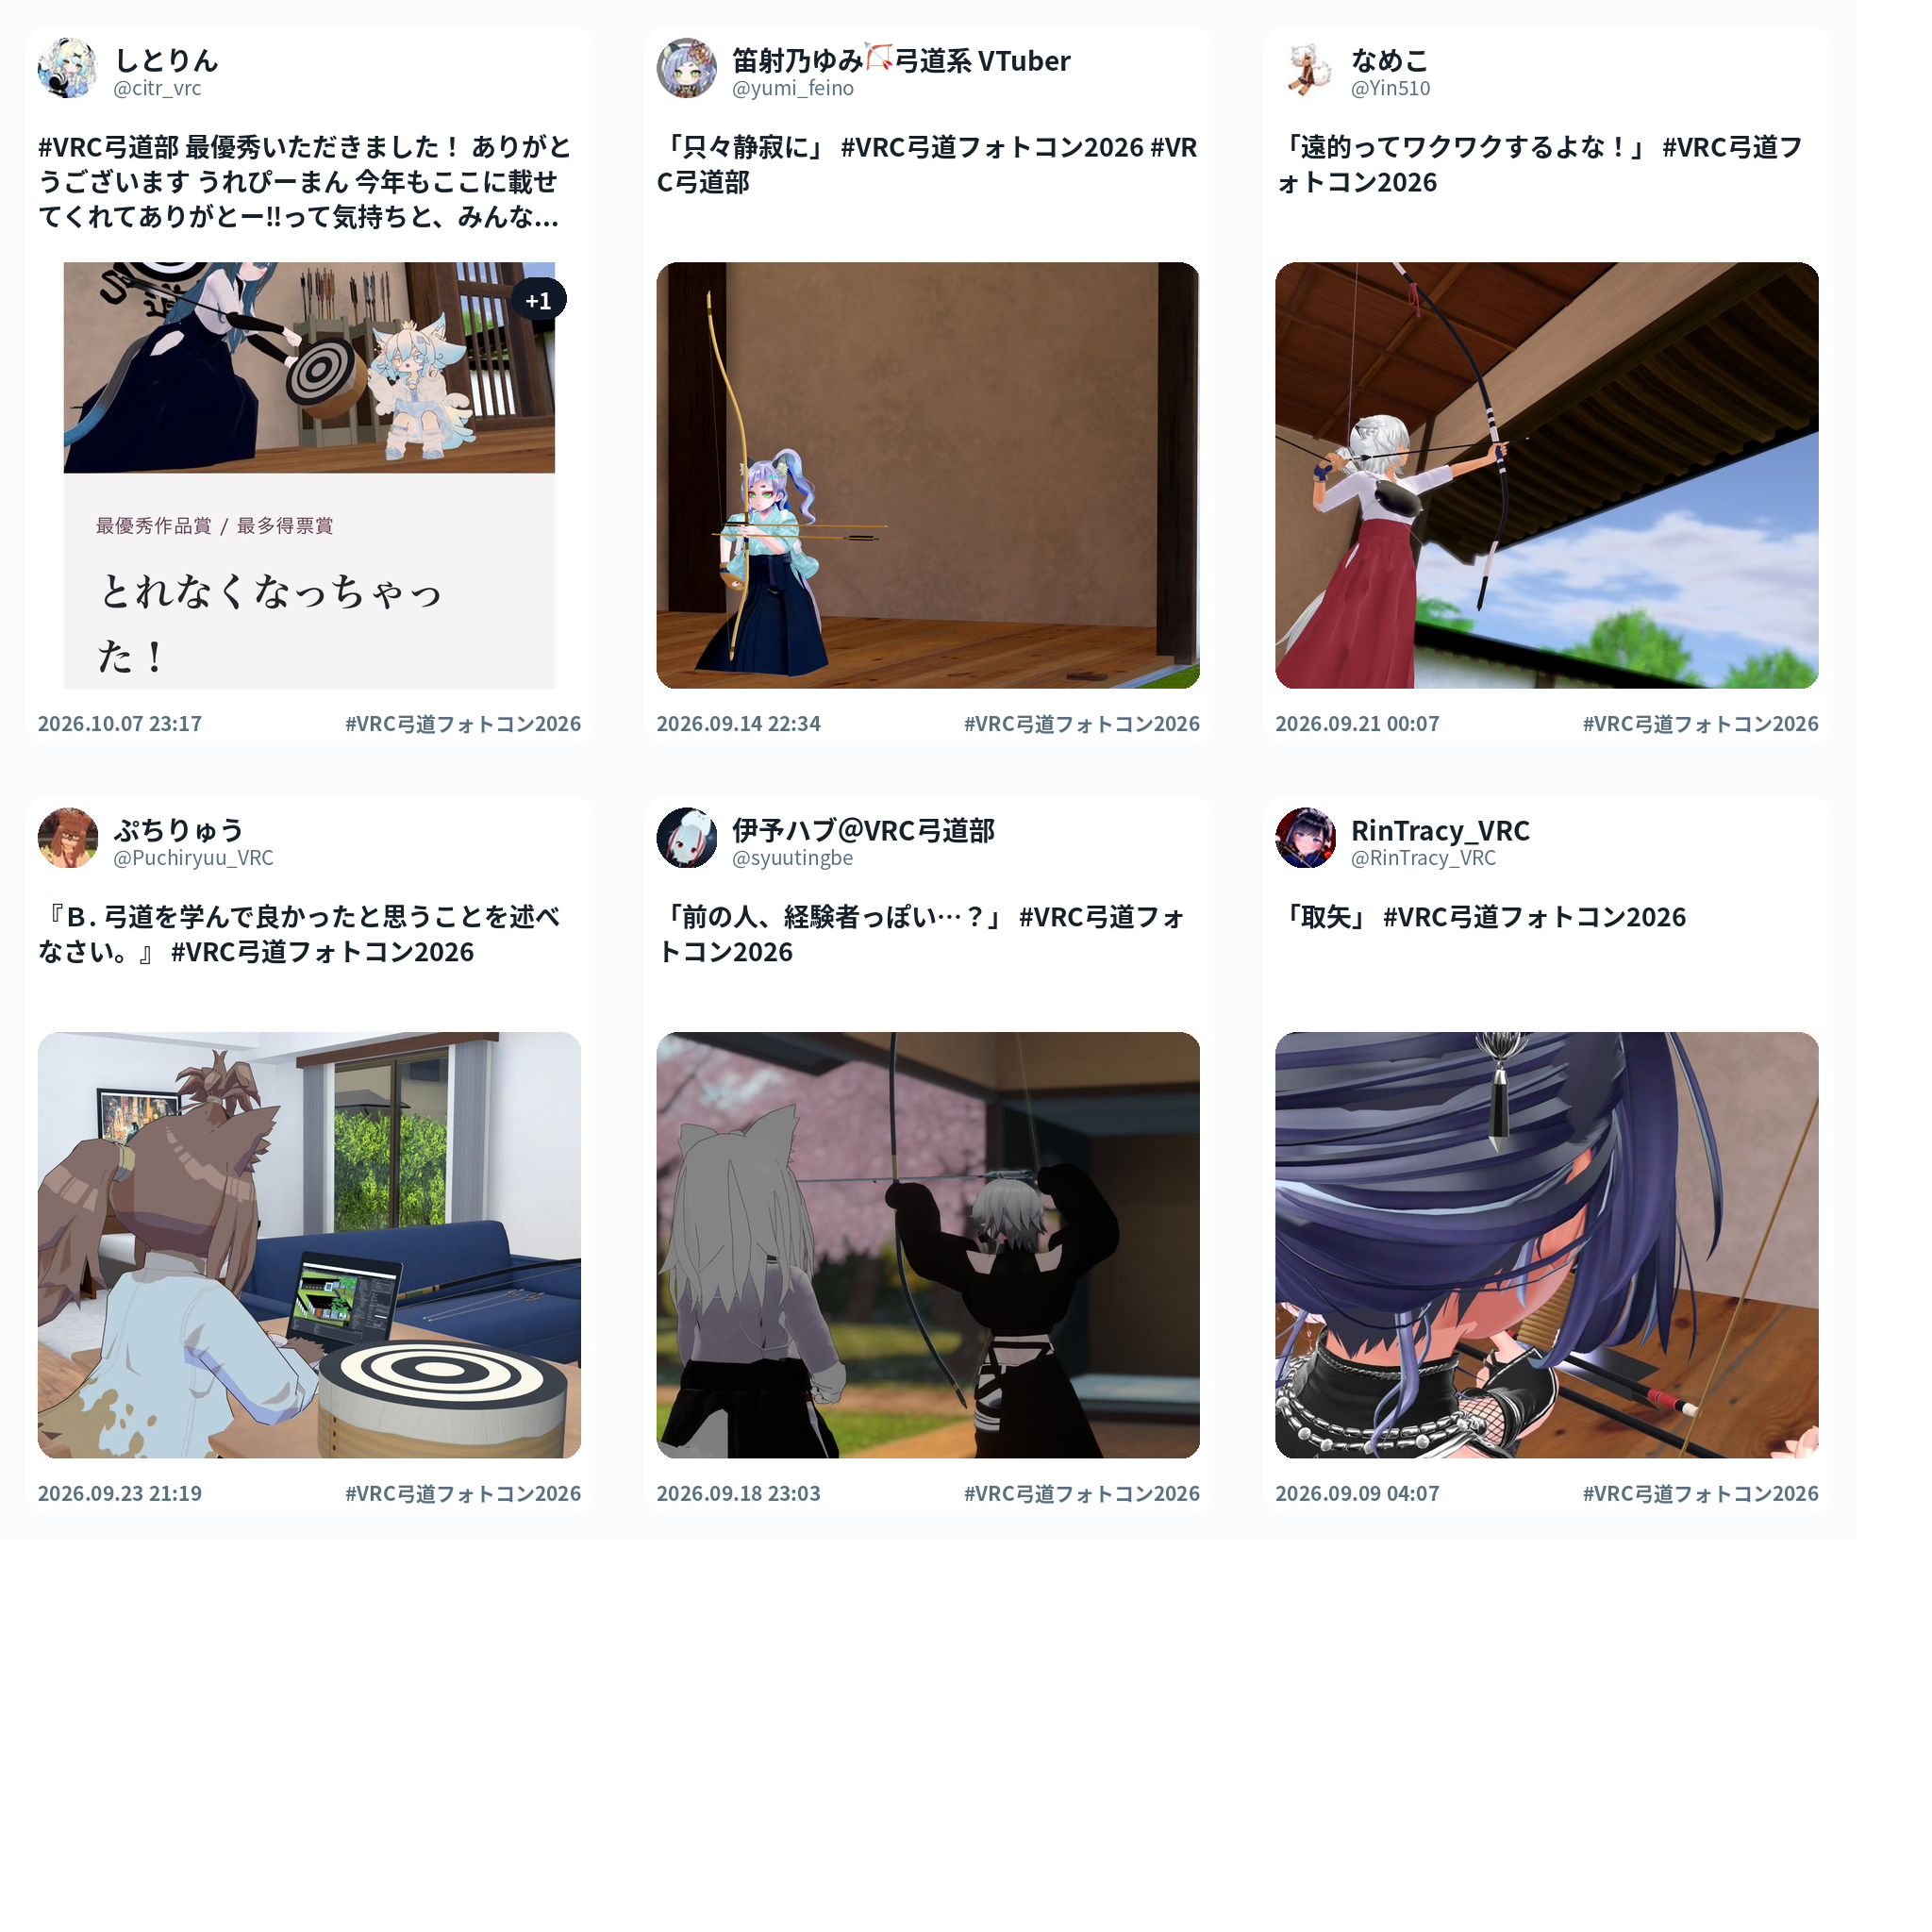 しとりん
@citr_vrc
#VRC弓道部 最優秀いただきました！ ありがと
うございます うれぴーまん 今年もここに載せ
てくれてありがとー‼って気持ちと、みんな...
+1
最優秀作品賞 / 最多得票賞
とれなくなっちゃっ
た！
2026.10.07 23:17
#VRC弓道フォトコン2026
笛射乃ゆみ🏹弓道系 VTuber
@yumi_feino
「只々静寂に」 #VRC弓道フォトコン2026 #VR
C弓道部
2026.09.14 22:34
#VRC弓道フォトコン2026
なめこ
@Yin510
「遠的ってワクワクするよな！」 #VRC弓道フ
ォトコン2026
2026.09.21 00:07
#VRC弓道フォトコン2026
ぷちりゅう
@Puchiryuu_VRC
『Ｂ. 弓道を学んで良かったと思うことを述べ
なさい。』 #VRC弓道フォトコン2026
2026.09.23 21:19
#VRC弓道フォトコン2026
伊予ハブ@VRC弓道部
@syuutingbe
「前の人、経験者っぽい…？」 #VRC弓道フォ
トコン2026
2026.09.18 23:03
#VRC弓道フォトコン2026
RinTracy_VRC
@RinTracy_VRC
「取矢」 #VRC弓道フォトコン2026
2026.09.09 04:07
#VRC弓道フォトコン2026